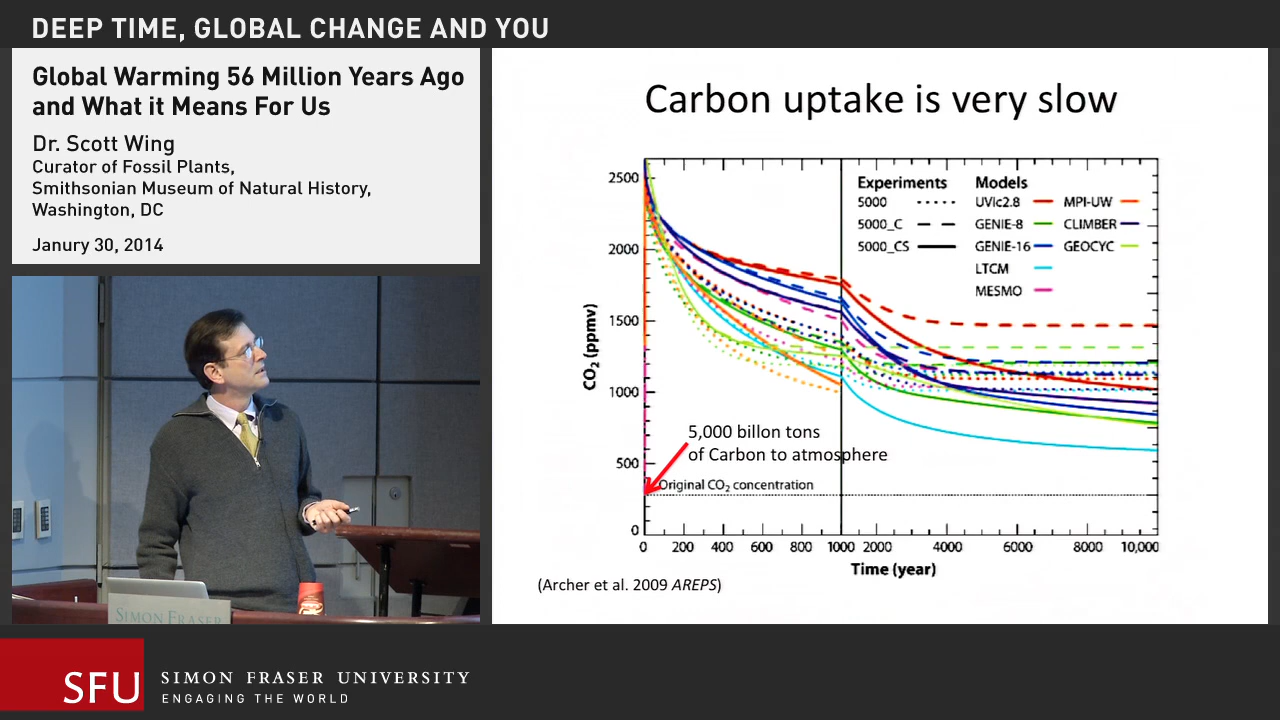 DEEP TIME, GLOBAL CHANGE AND YOU
Global Warming 56 Million Years Ago
and What it Means For Us
Dr. Scott Wing
Curator of Fossil Plants,
Smithsonian Museum of Natural History,
Washington, DC
Janury 30, 2014
SIMON FRASER
Carbon uptake is very slow
Experiments
5000
5000_C
5000_CS
Models
UVic2.8
MPI-UW
GENIE-8
CLIMBER
GENIE-16
GEOCYC
LTCM
MESMO
CO2 (ppmv)
2500
2000
1500
1000
500
0
5,000 billon tons
of Carbon to atmosphere
Original CO2 concentration
0 200 400 600 800 1000 2000 4000 6000 8000 10,000
Time (year)
(Archer et al. 2009 AREPS)
SFU
SIMON FRASER UNIVERSITY
ENGAGING THE WORLD